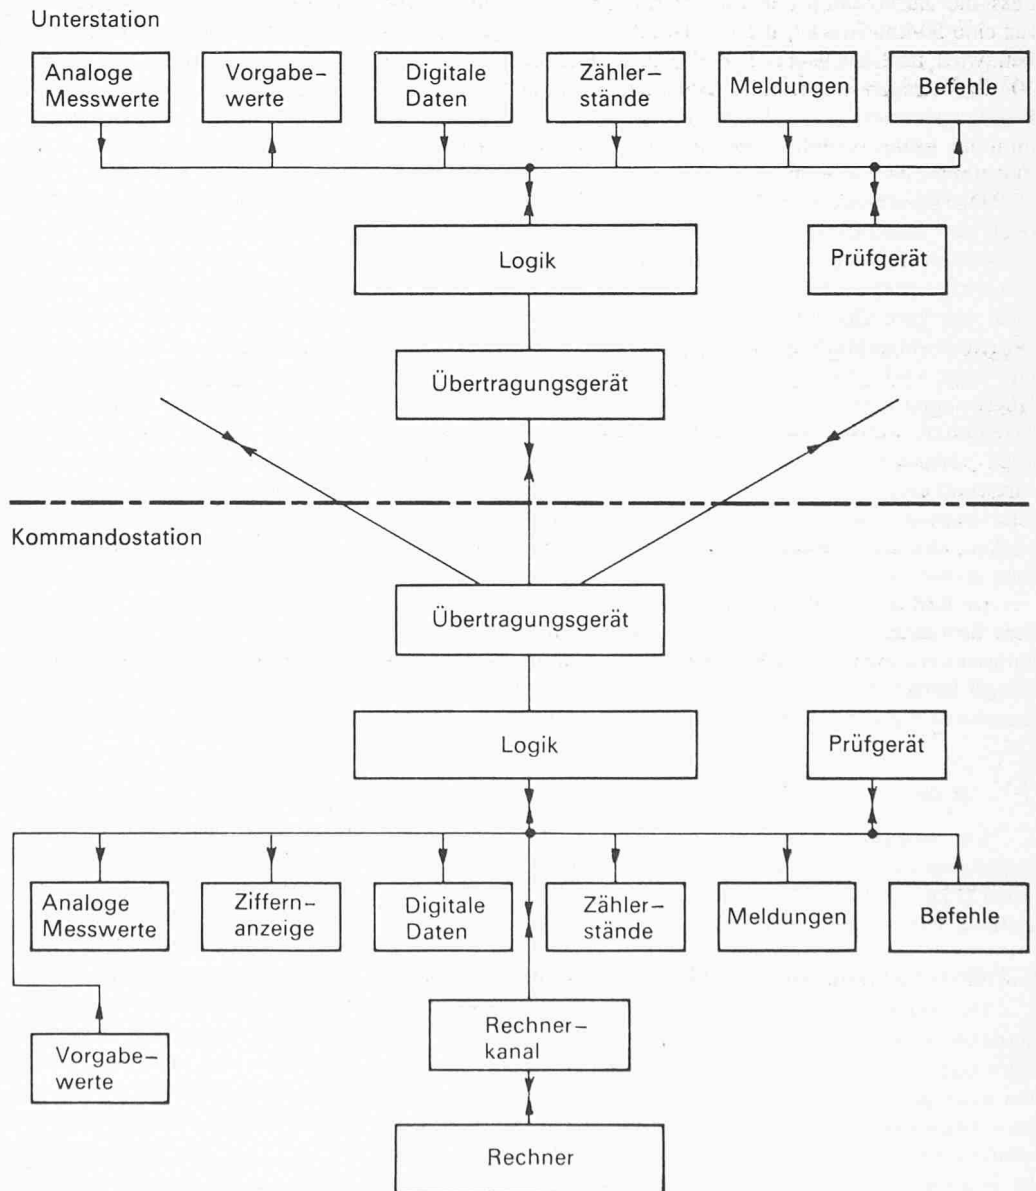 Unterstation
Analoge
Messwerte
Vorgabe-
werte
Digitale
Daten
Zähler-
stände
Meldungen
Befehle
Logik
Prüfgerät
Übertragungsgerät
Kommandostation
Übertragungsgerät
Logik
Prüfgerät
Analoge
Messwerte
Ziffern-
anzeige
Digitale
Daten
Zähler-
stände
Meldungen
Befehle
Vorgabe-
werte
Rechner-
kanal
Rechner